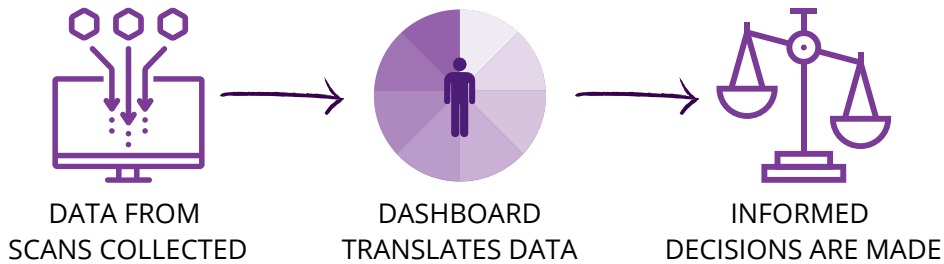 DATA FROM
SCANS COLLECTED
DASHBOARD
TRANSLATES DATA
INFORMED
DECISIONS ARE MADE